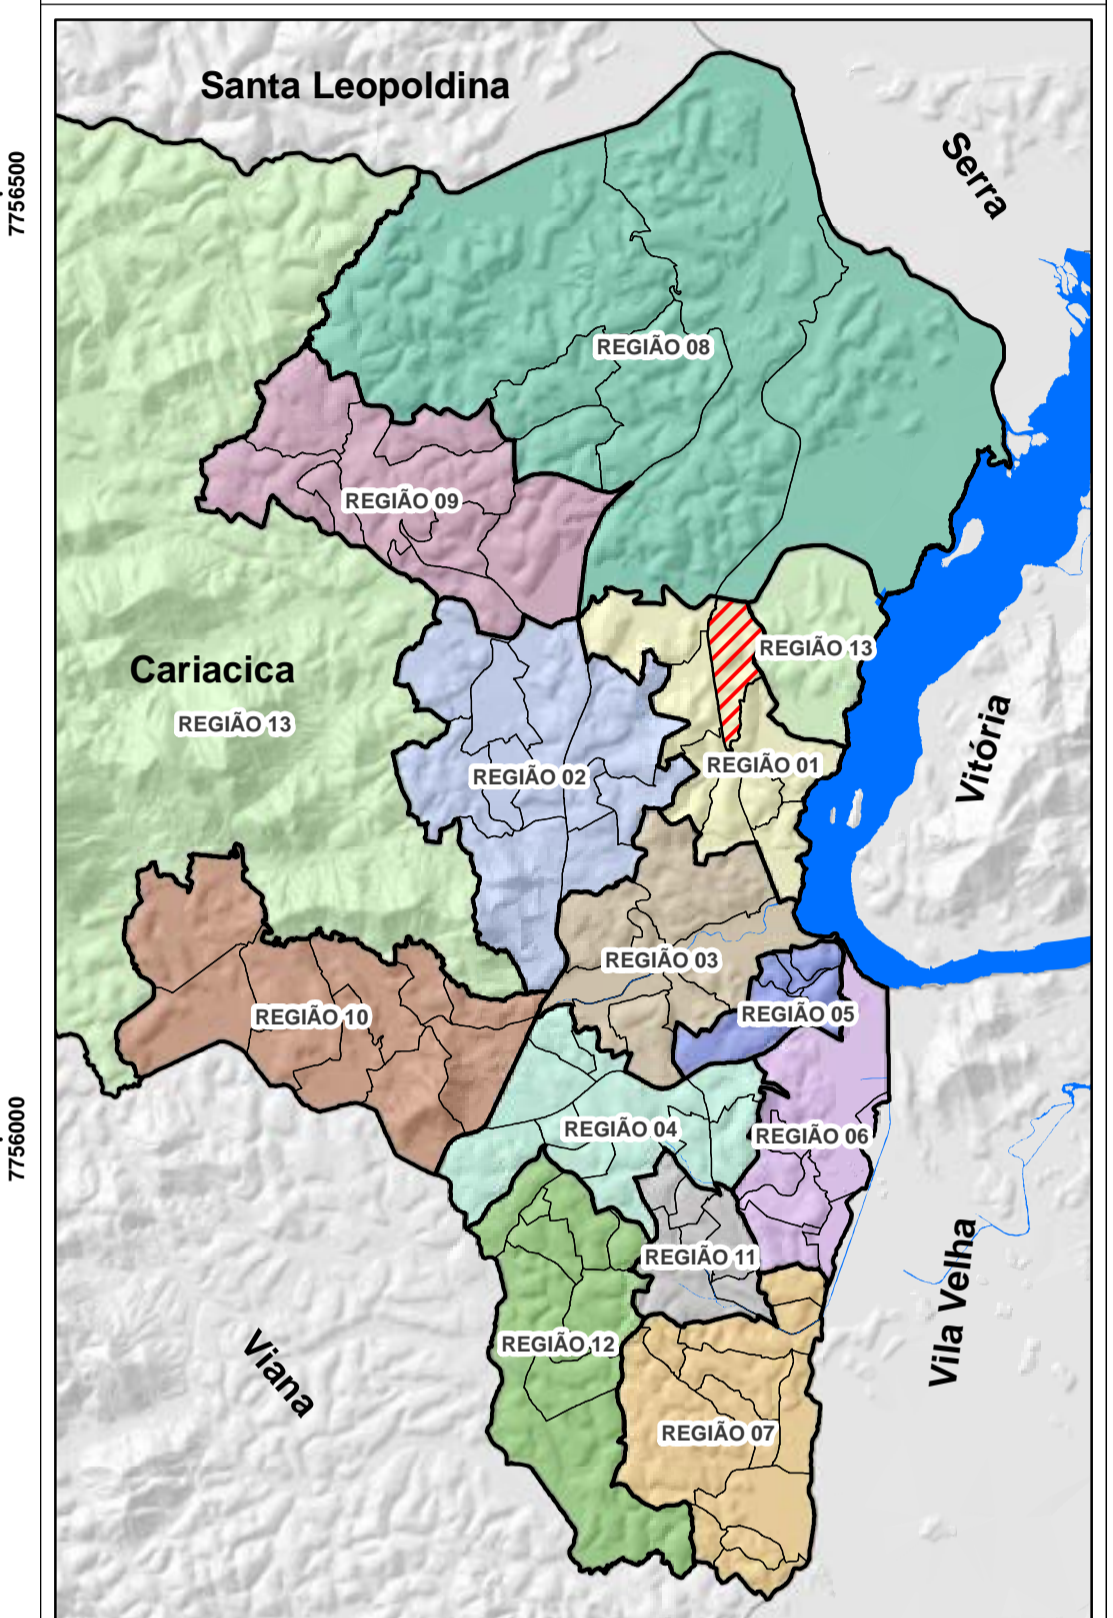 Santa Leopoldina
Serra
7756500
REGIÃO 08
REGIÃO 09
REGIÃO 13
Cariacica
REGIÃO 13
Vitória
REGIÃO 01
REGIÃO 02
REGIÃO 03
REGIÃO 05
REGIÃO 10
7756000
REGIÃO 04
REGIÃO 06
REGIÃO 11
Vila Velha
REGIÃO 12
Viana
REGIÃO 07